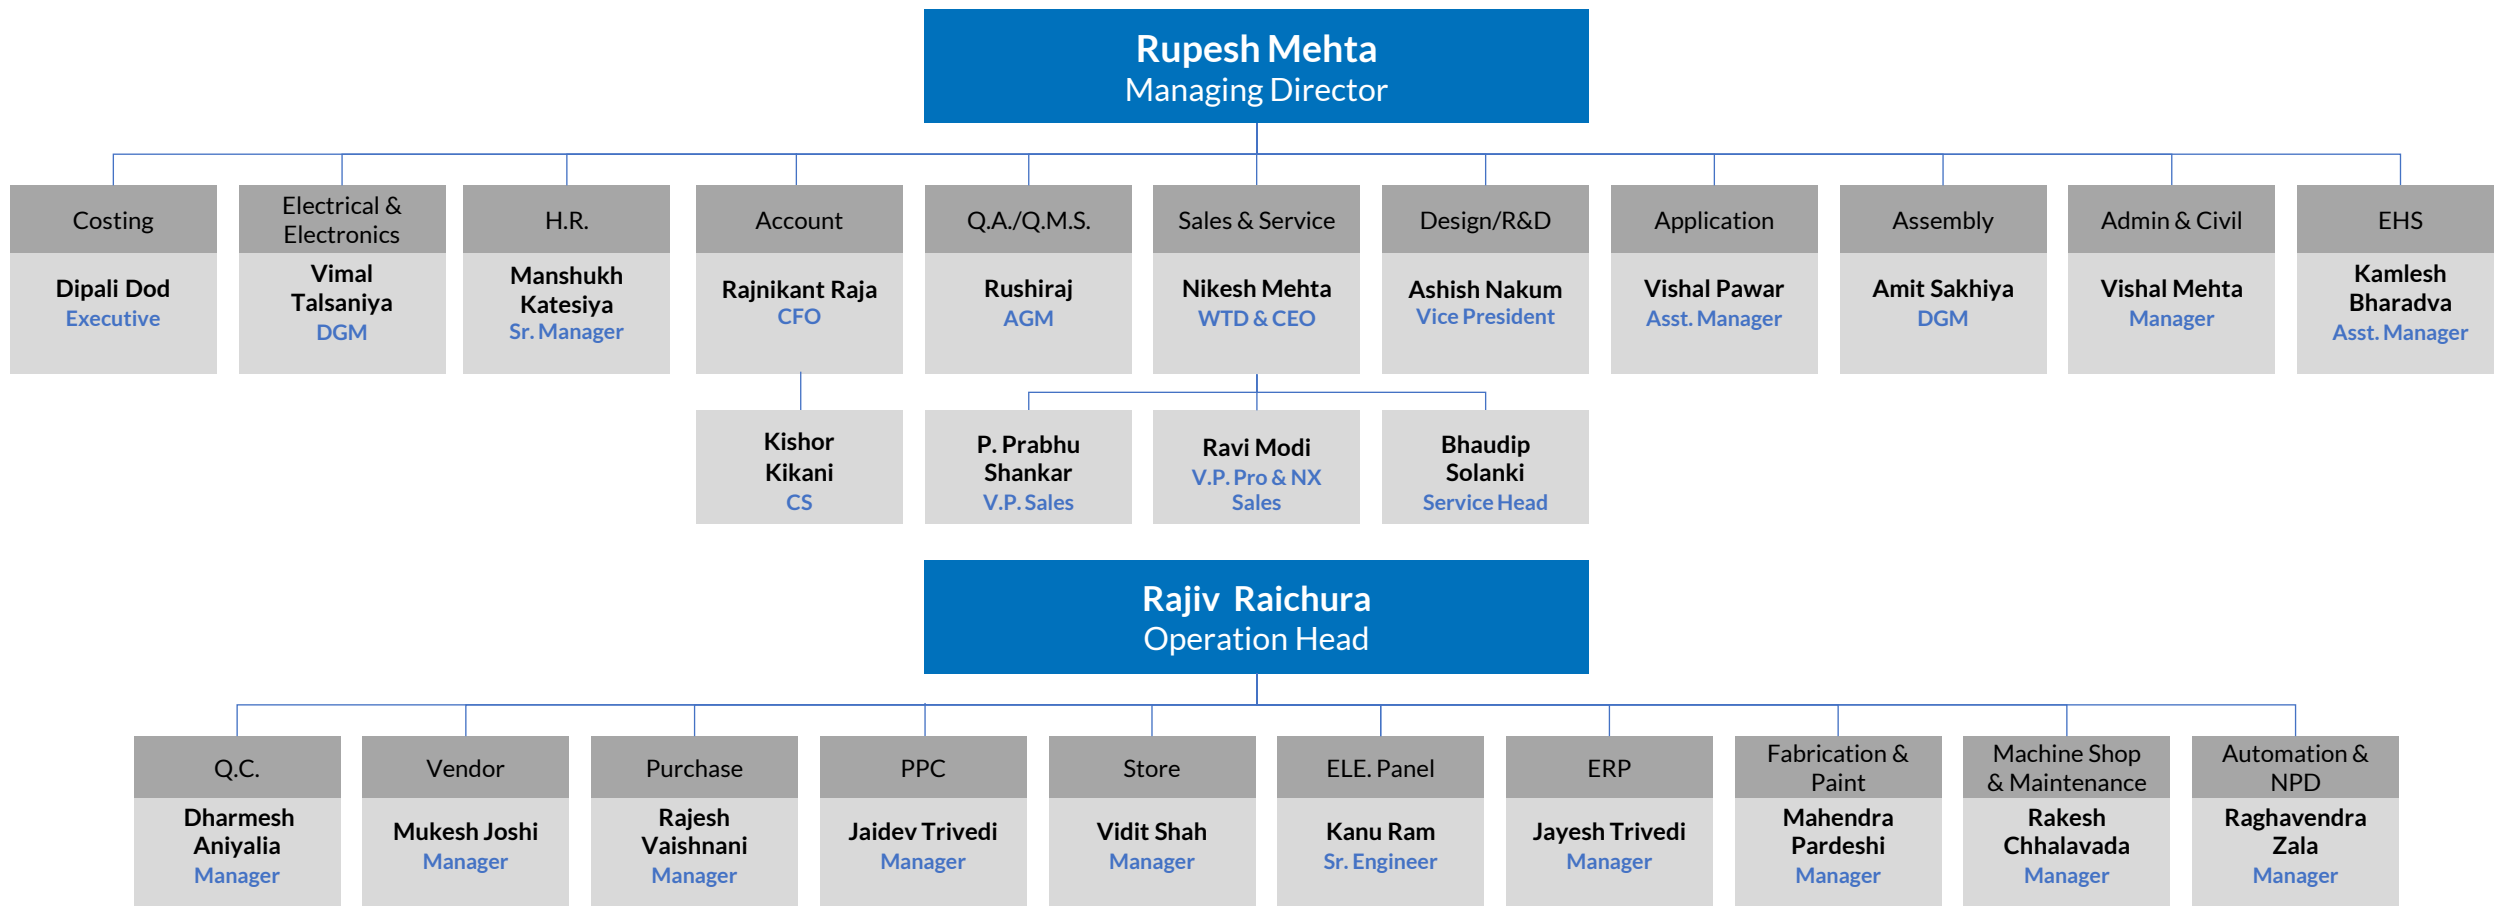 Rupesh Mehta
Managing Director
Costing
Dipali Dod
Executive
Electrical &
Electronics
Vimal
Talsaniya
DGM
H.R.
Manshukh
Katesiya
Sr. Manager
Account
Rajnikant Raja
CFO
Q.A./Q.M.S.
Rushiraj
AGM
Sales & Service
Nikesh Mehta
WTD & CEO
Design/R&D
Ashish Nakum
Vice President
Application
Vishal Pawar
Asst. Manager
Assembly
Amit Sakhiya
DGM
Admin & Civil
Vishal Mehta
Manager
EHS
Kamlesh
Bharadva
Asst. Manager
Kishor
Kikani
CS
P. Prabhu
Shankar
V.P. Sales
Ravi Modi
V.P. Pro & NX
Sales
Bhaudip
Solanki
Service Head
Rajiv Raichura
Operation Head
Q.C.
Dharmesh
Aniyalia
Manager
Vendor
Mukesh Joshi
Manager
Purchase
Rajesh
Vaishnani
Manager
PPC
Jaidev Trivedi
Manager
Store
Vidit Shah
Manager
ELE. Panel
Kanu Ram
Sr. Engineer
ERP
Jayesh Trivedi
Manager
Fabrication &
Paint
Mahendra
Pardeshi
Manager
Machine Shop
& Maintenance
Rakesh
Chhalavada
Manager
Automation &
NPD
Raghavendra
Zala
Manager